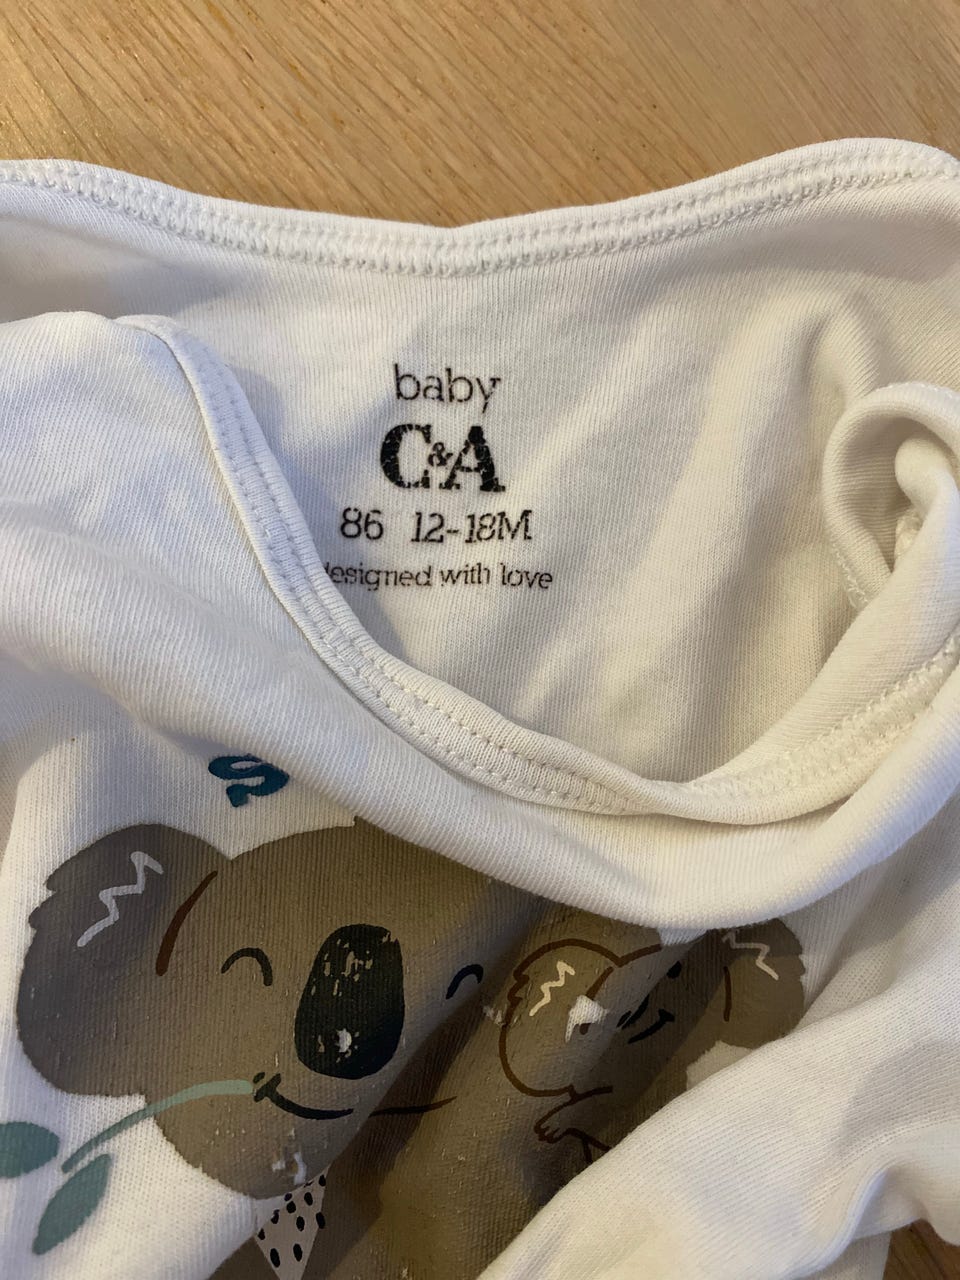 baby
C&A
86 12-18M
designed with love
S